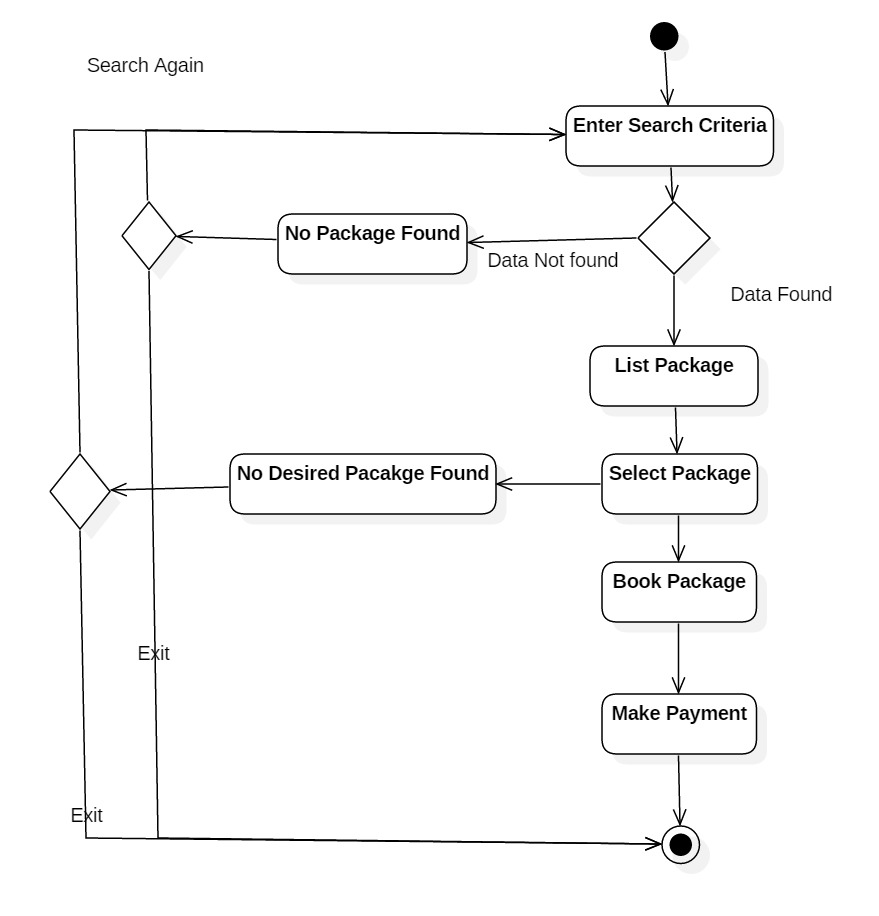 Search Again
Enter Search Criteria
No Package Found
Data Not found
Data Found
List Package
No Desired Pacakge Found
Select Package
Book Package
Exit
Make Payment
Exit